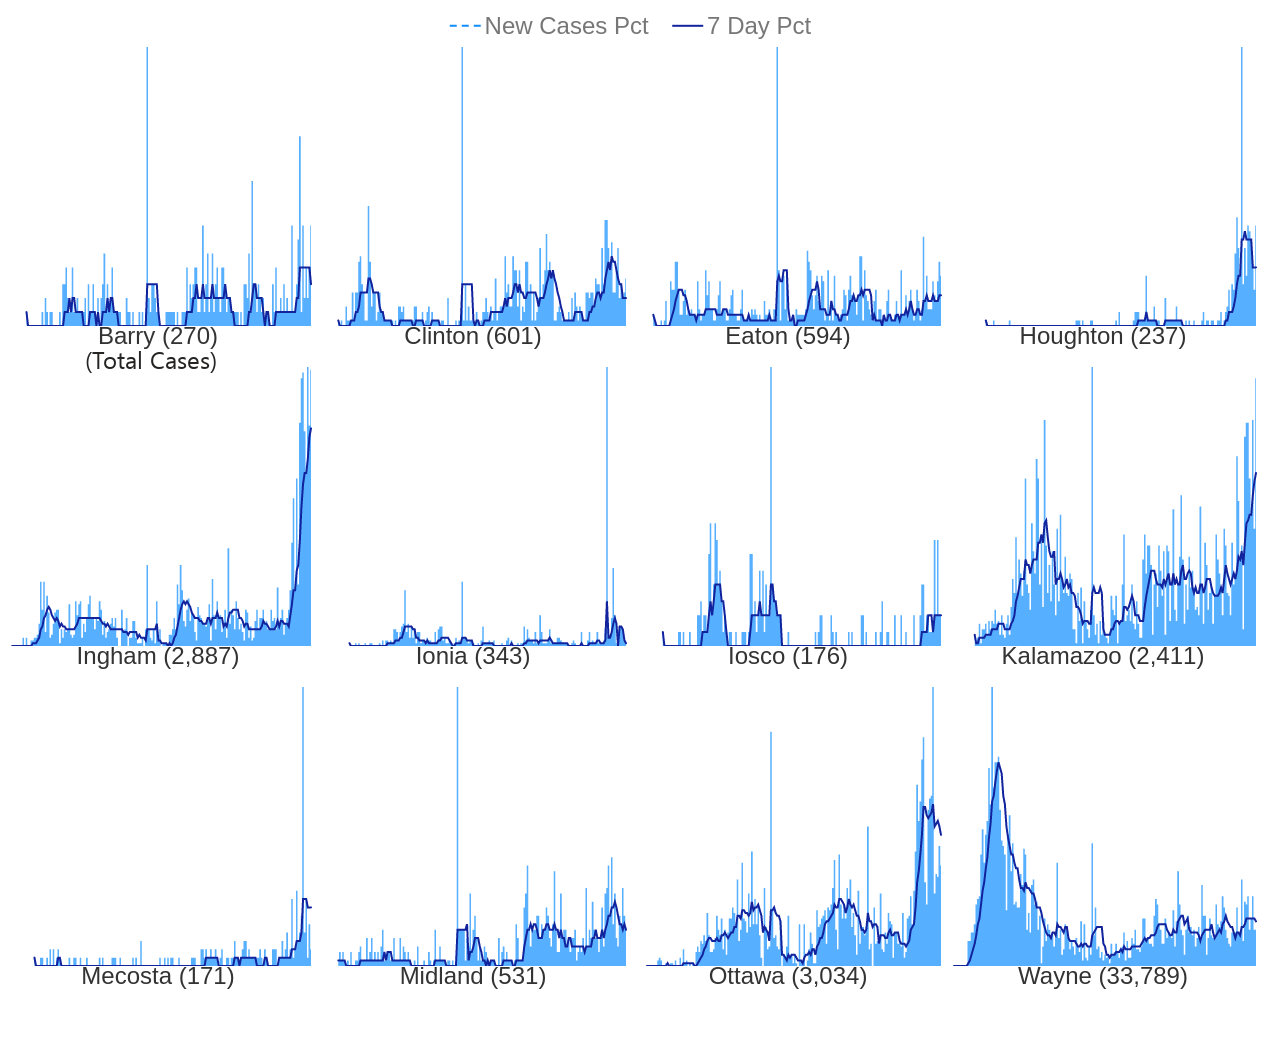 New Cases Pct 7 Day Pct
Barry (270) Clinton (601) Eaton (594) Houghton (237)
(Total Cases)
Ingham (2,887) Ionia (343) Iosco (176) Kalamazoo (2,411)
Mecosta (171) Midland (531) Ottawa (3,034) Wayne (33,789)